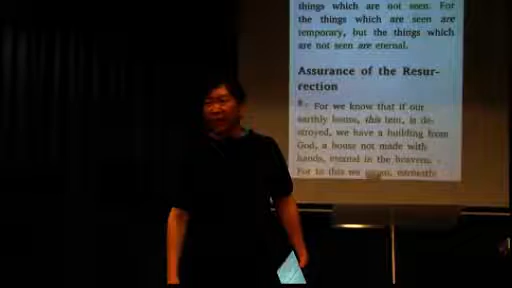 things which are not seen. For
the things which are seen are
temporary, but the things which
are not seen are eternal.
Assurance of the Resur-
rection
For we know that if our
earthly house, this tent, is de-
stroyed, we have a building from
God, a house not made with
hands, eternal in the heavens.
For in this we groan, earnestly